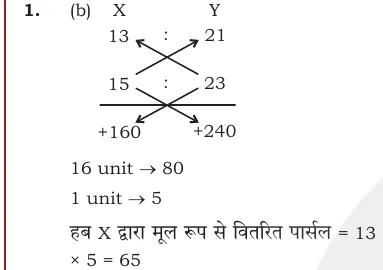 1. (b) X Y
13 : 21
15 : 23
+160 +240
16 unit → 80
1 unit → 5
हब X द्वारा मूल रूप से वितरित पार्सल = 13
× 5 = 65